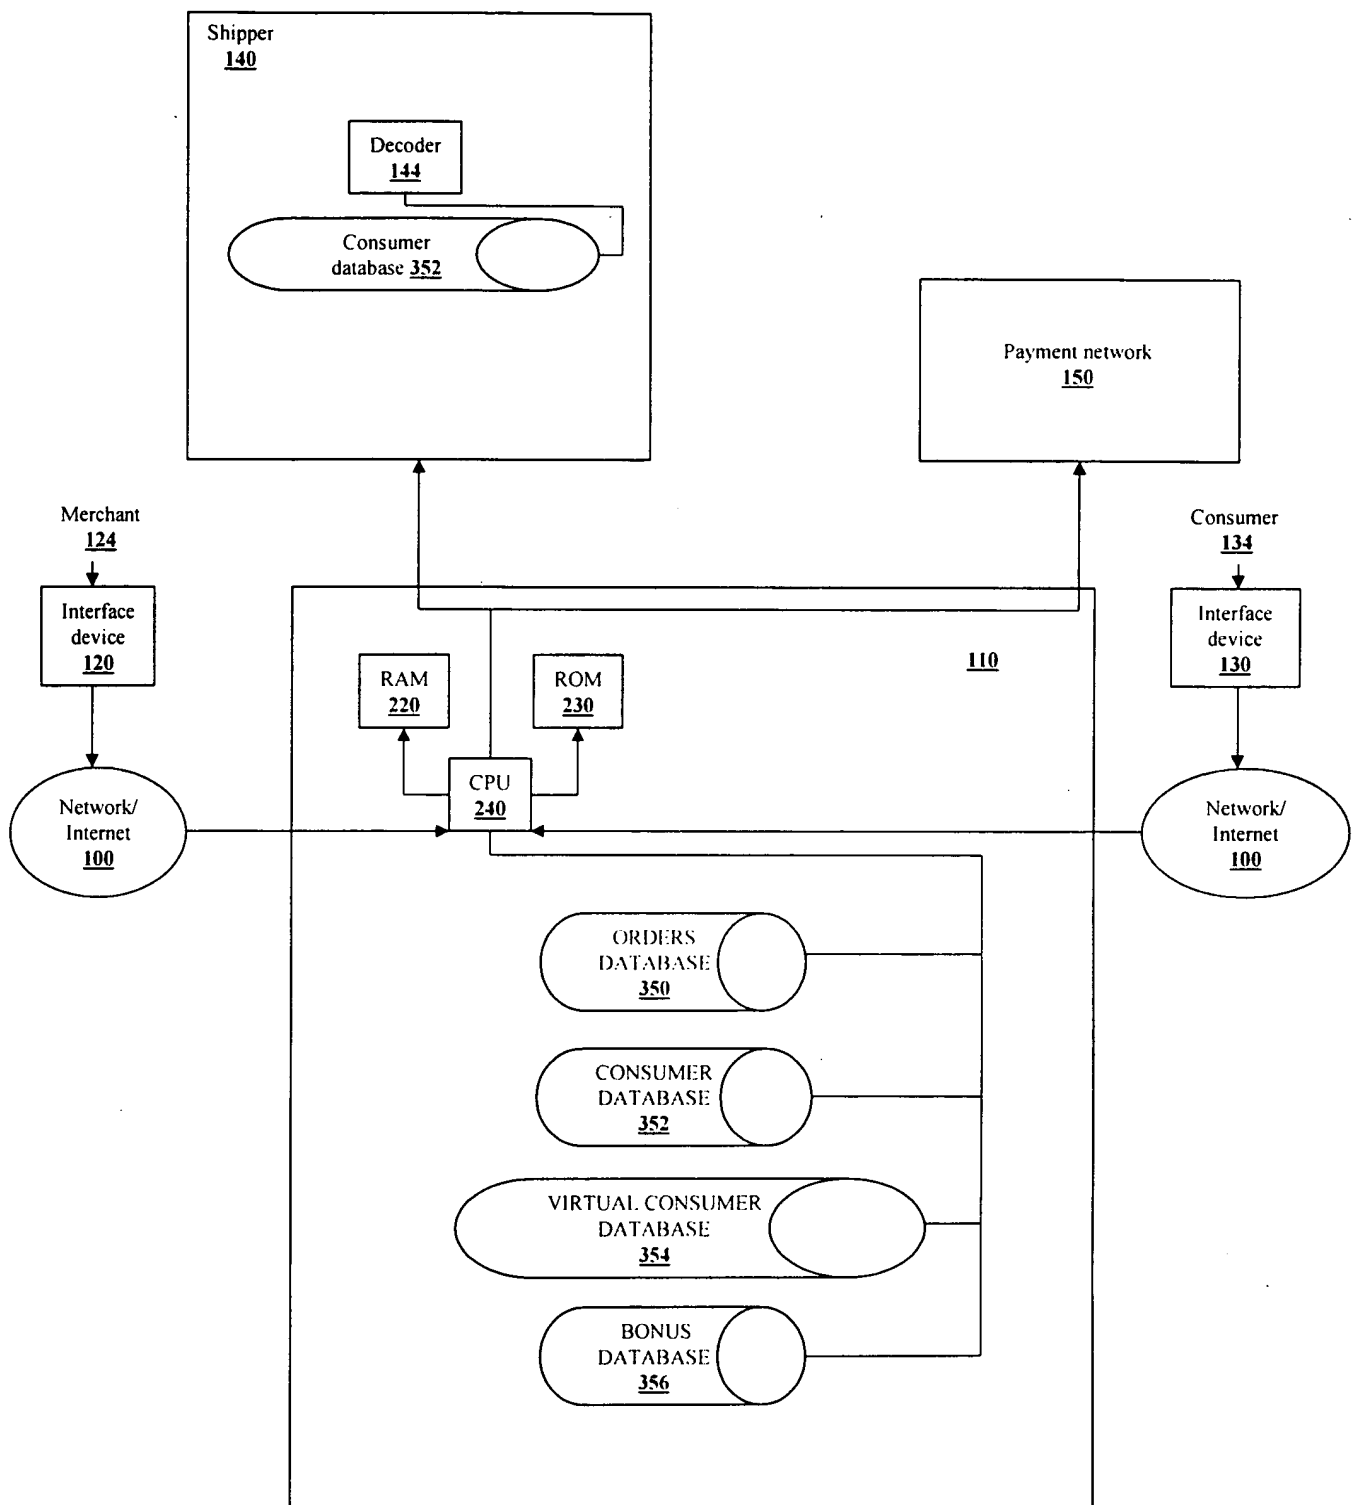 Shipper
140
Decoder
144
Consumer
database 352
Payment network
150
Merchant
124
Consumer
134
Interface
device
120
Interface
device
130
110
RAM
220
ROM
230
CPU
240
Network/
Internet
100
Network/
Internet
100
ORDERS
DATABASE
350
CONSUMER
DATABASE
352
VIRTUAL CONSUMER
DATABASE
354
BONUS
DATABASE
356